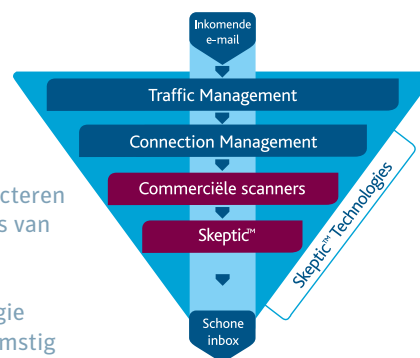 Inkomende
e-mail
Traffic Management
Connection Management
Commerciële scanners
Skeptic™
Skeptic™ Technologies
Schone
inbox
cteren
s van
gie
mstig